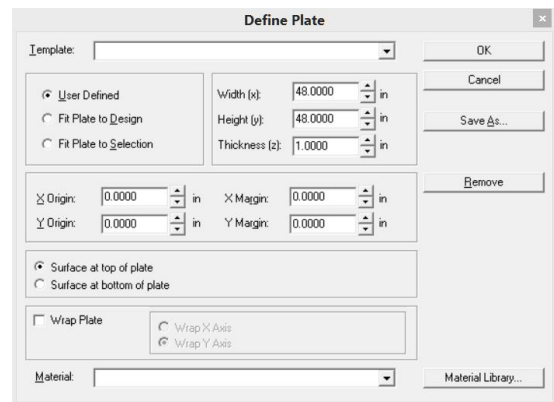 Define Plate
Template:
OK
Cancel
Save As...
Remove
User Defined
Fit Plate to Design
Fit Plate to Selection
Width (x): 48.0000 in
Height (y): 48.0000 in
Thickness (z): 1.0000 in
X Origin: 0.0000 in X Margin: 0.0000 in
Y Origin: 0.0000 in Y Margin: 0.0000 in
Surface at top of plate
Surface at bottom of plate
Wrap Plate
Wrap X Axis
Wrap Y Axis
Material:
Material Library...